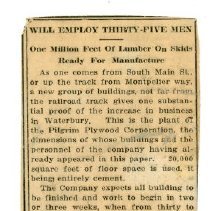 WILL EMPLOY THIRTY-FIVE MEN
One Million Feet Of Lumber On Skids
Ready For Manufacture
As one comes from South Main St.,
or up the track from Montpelier way,
a new group of buildings, not far from
the railroad track gives one substan-
tial proof of the increase in business
in Waterbury. This is the plant of
the Pilgrim Plywood Corporation, the
dimensions of whose buildings and the
personnel of the company having al-
ready appeared in this paper. 20,000
square feet of floor space is used, it
being entirely cement.
The Company expects all building to
be finished and work to begin in two
or three weeks, when from thirty to